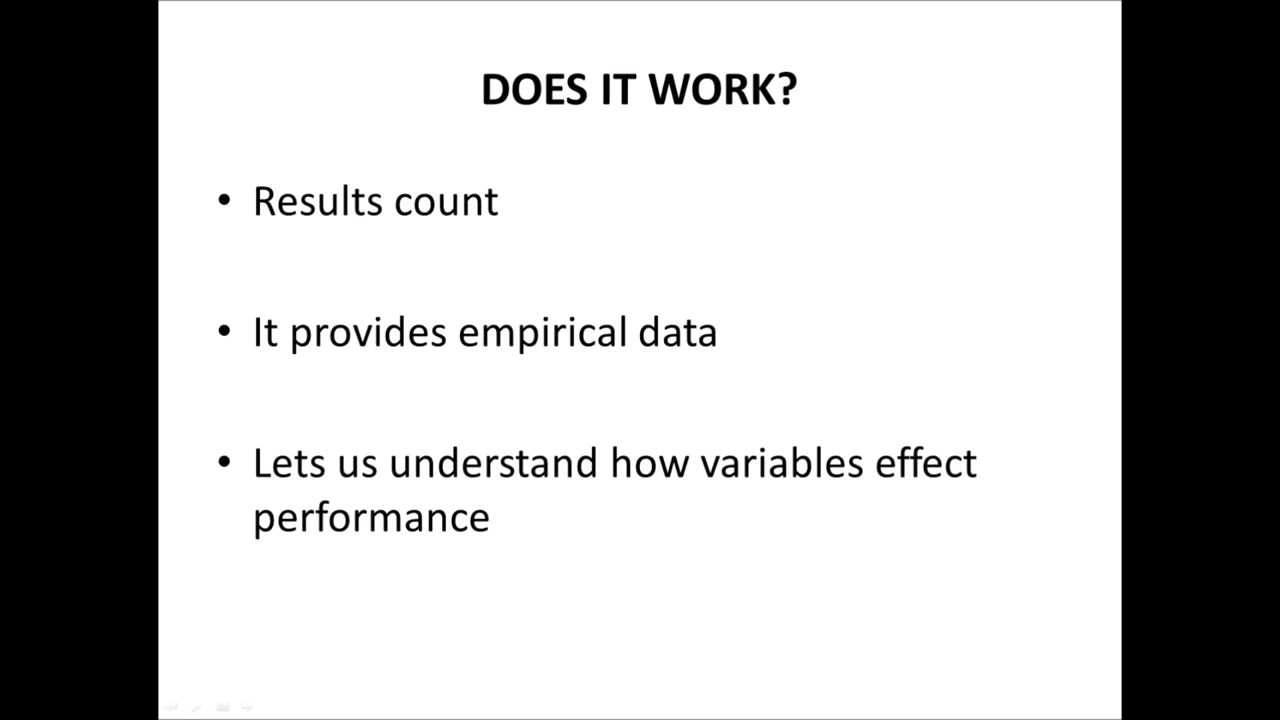 DOES IT WORK?
• Results count
• It provides empirical data
• Lets us understand how variables effect
performance